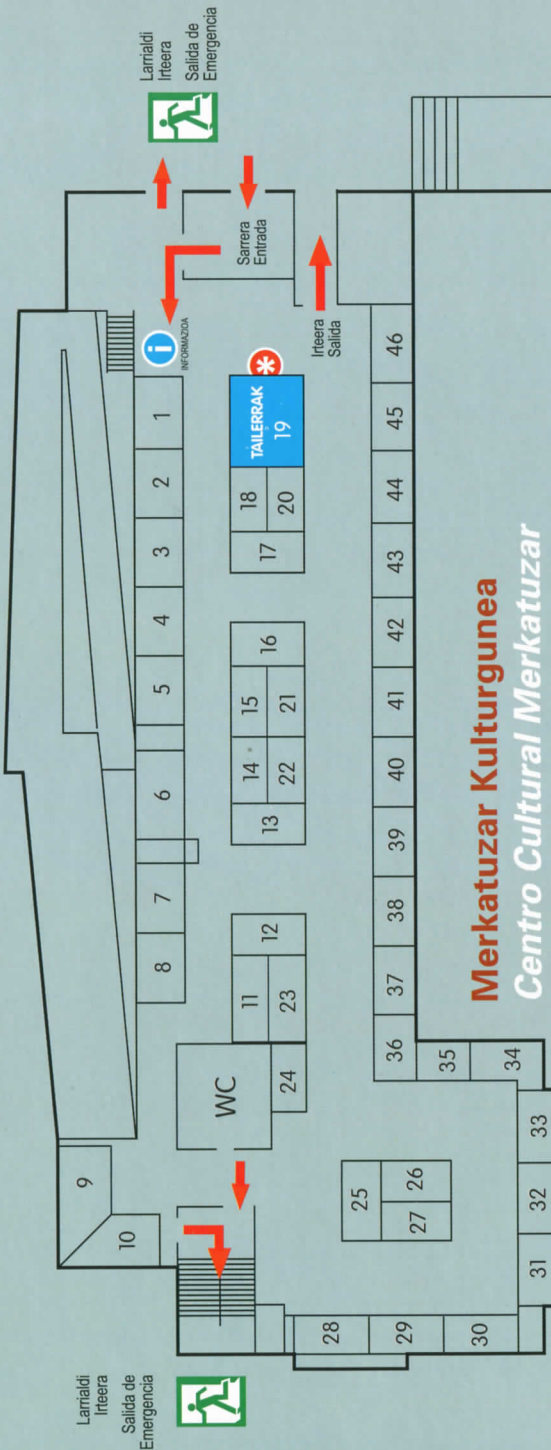 Larrialdi
Irteera
Salida de
Emergencia
Larrialdi
Irteera
Salida de
Emergencia
Sarrera
Entrada
i
INFORMAZIOA
Irteera
Salida
TAILERRAK
19
*
1
2
3
4
5
6
7
8
9
10
11
12
13
14
15
16
17
18
20
21
22
23
24
WC
25
26
27
28
29
30
31
32
33
34
35
36
37
38
39
40
41
42
43
44
45
46
Merkatuzar Kulturgunea
Centro Cultural Merkatuzar